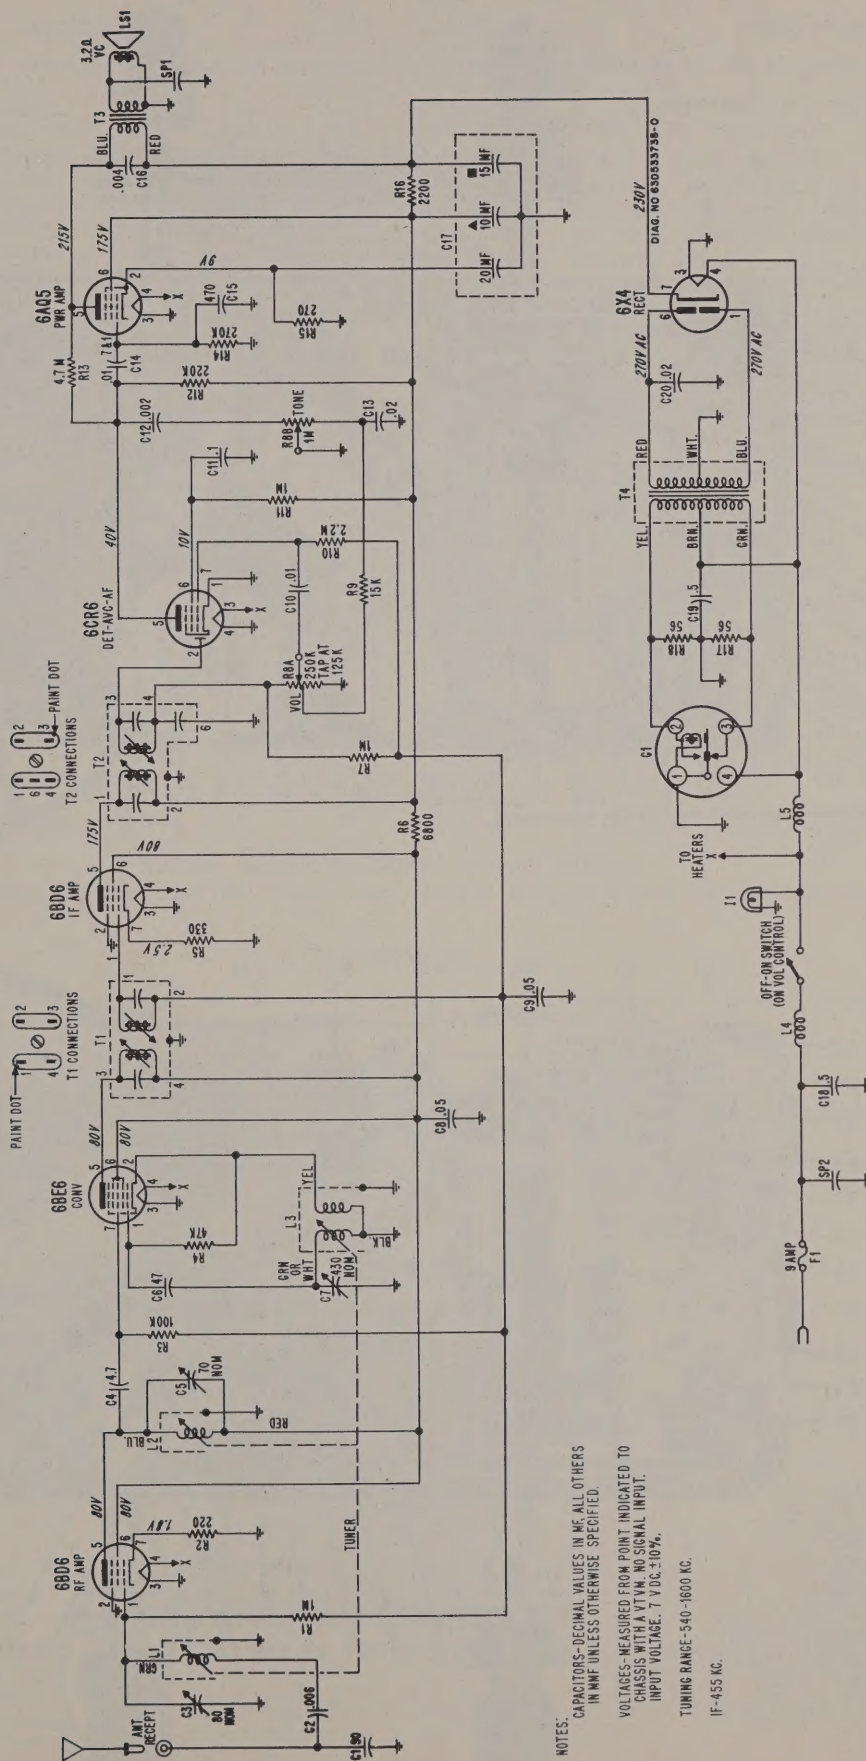 6BD6
RF AMP
6BE6
CONV
6BD6
IF AMP
6CR6
DET-AVC-AF
6AQ5
PWR AMP
6X4
RECT
PAINT DOT
T1 CONNECTIONS
T2 CONNECTIONS
PAINT DOT
ANT
RECEPT
C1 90
C2 .006
C3
80
NOM
GRN.
L1
R1
1M
80V
80V
1.8V
R2
220
TUNER
BLU.
L2
RED
C5
70
NOM
C4 4.7
R3
100K
C6 47
R4
47K
GRN
OR
WHT
C7 430
NOM
L3
YEL
BLK.
80V
80V
C8 .05
T1
C9 .05
2.5V
R5
330
175V
80V
R6
6800
T2
R7
1M
VOL
R8A
250K
TAP AT
125K
C10 .01
R10
2.2M
R9
15K
40V
10V
R11
1M
C11 .1
C12 .002
R8B TONE
1M
C13
.02
4.7 M
R13
R12
220K
.01
C14
7&1
R14
270K
470
C15
R15
270
215V
175V
9V
C17
20 MF
10 MF
15 MF
R16
2200
.004
C16
BLU.
RED
T3
3.2Ω
VC
LS1
SP1
230V
DIAG. NO 630533736-0
270V AC
270V AC
C20 .02
T4
RED
WHT.
BLU.
YEL.
BRN.
GRN.
C19 .5
R18
56
R17
56
G1
L5
TO
HEATERS
X
I1
OFF-ON SWITCH
(ON VOL CONTROL)
L4
C18 .5
SP2
9 AMP
F1
NOTES:
CAPACITORS-DECIMAL VALUES IN MF, ALL OTHERS
IN MMF UNLESS OTHERWISE SPECIFIED.
VOLTAGES-MEASURED FROM POINT INDICATED TO
CHASSIS WITH A VTVM. NO SIGNAL INPUT.
INPUT VOLTAGE. 7 V DC. ±10%.
TUNING RANGE-540-1600 KC.
IF-455 KC.